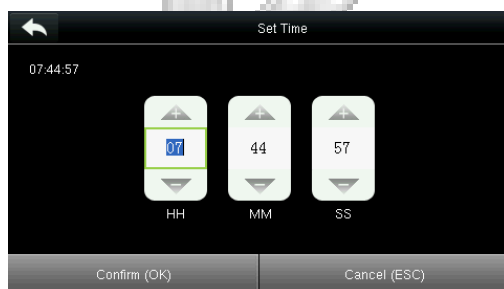 Set Time
07:44:57
07 44 57
HH MM SS
Confirm (OK) Cancel (ESC)